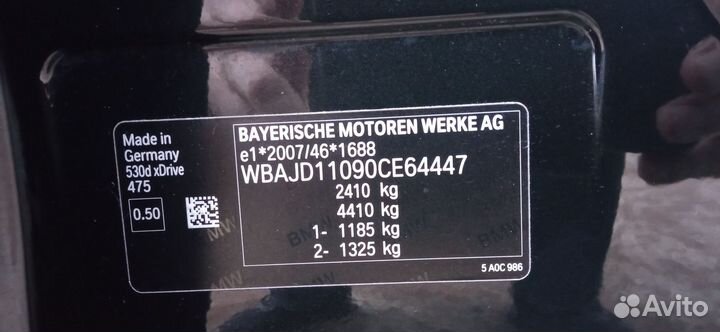 Made in
Germany
530d xDrive
475
0.50
BAYERISCHE MOTOREN WERKE AG
e1*2007/46*1688
WBAJD11090CE64447
2410 kg
4410 kg
1- 1185 kg
2- 1325 kg
5 A0C 986
Avito